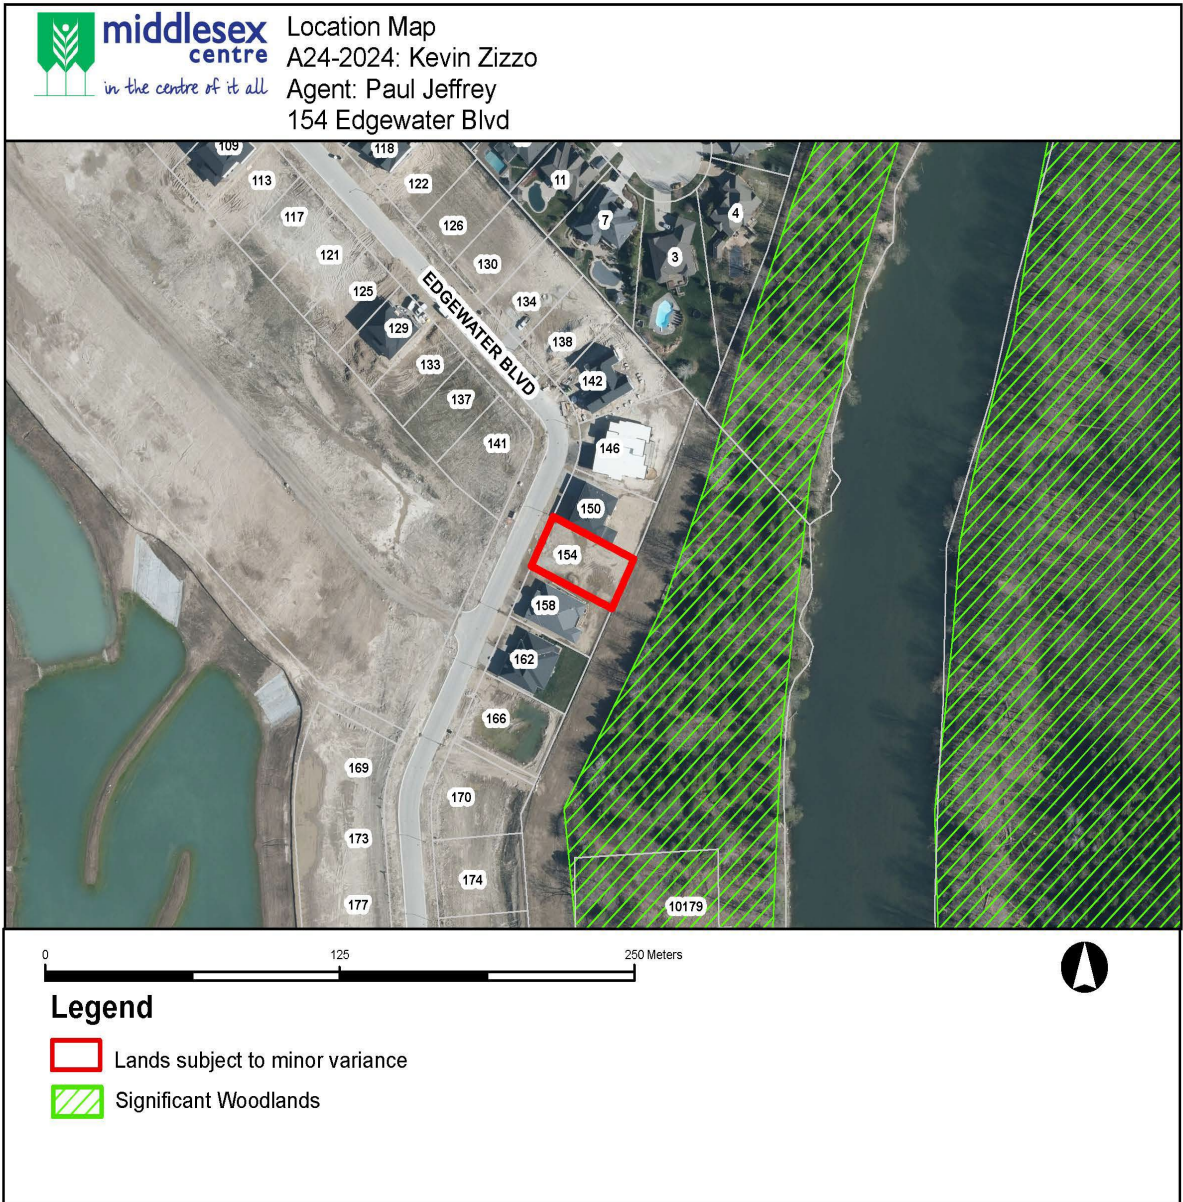 middlesex
centre
in the centre of it all
Location Map
A24-2024: Kevin Zizzo
Agent: Paul Jeffrey
154 Edgewater Blvd
109
118
113
122
11
117
126
7
4
121
130
3
125
134
129
EDGEWATER BLVD
138
133
142
137
141
146
150
154
158
162
166
169
170
173
174
177
10179
0
125
250 Meters
Legend
Lands subject to minor variance
Significant Woodlands